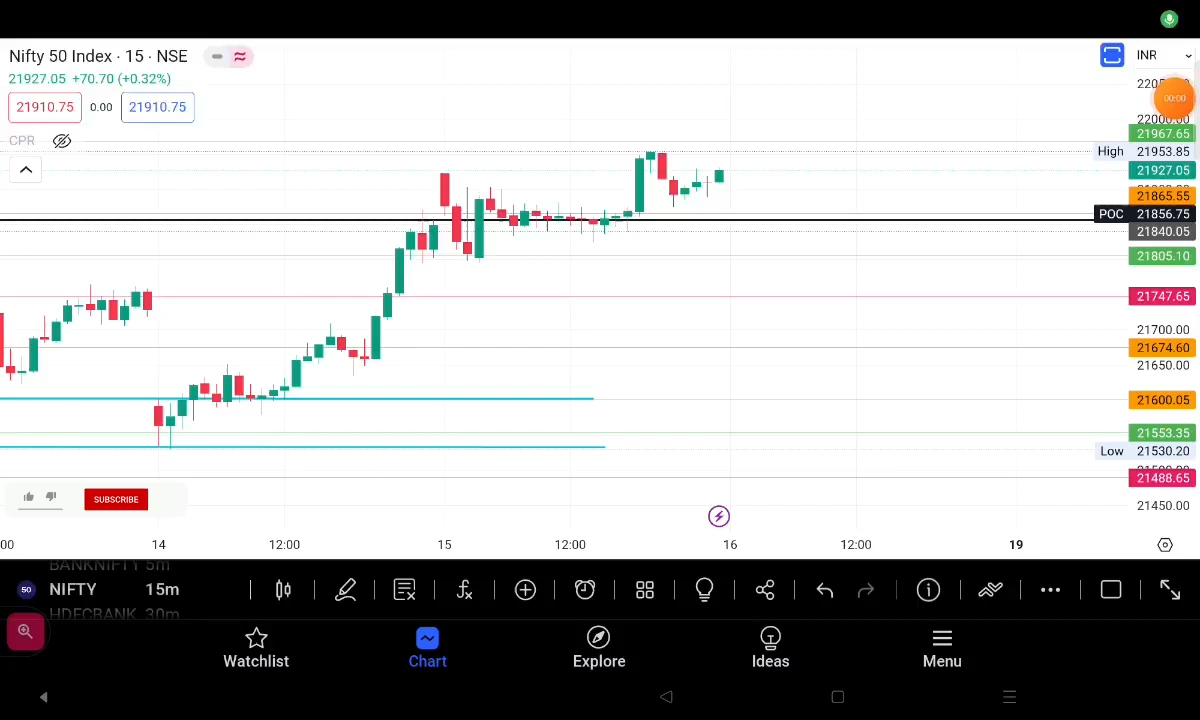 Nifty 50 Index · 15 · NSE
INR
21927.05 +70.70 (+0.32%)
21910.75 0.00 21910.75
00:00
22000.00
CPR
21967.65
High 21953.85
21927.05
21865.55
POC 21856.75
21840.05
21805.10
21747.65
21700.00
21674.60
21650.00
21600.05
21553.35
Low 21530.20
21488.65
21450.00
SUBSCRIBE
:00 14 12:00 15 12:00 16 12:00 19
BANKNIFTY 5m
50 NIFTY 15m
HDFCBANK 30m
Watchlist Chart Explore Ideas Menu